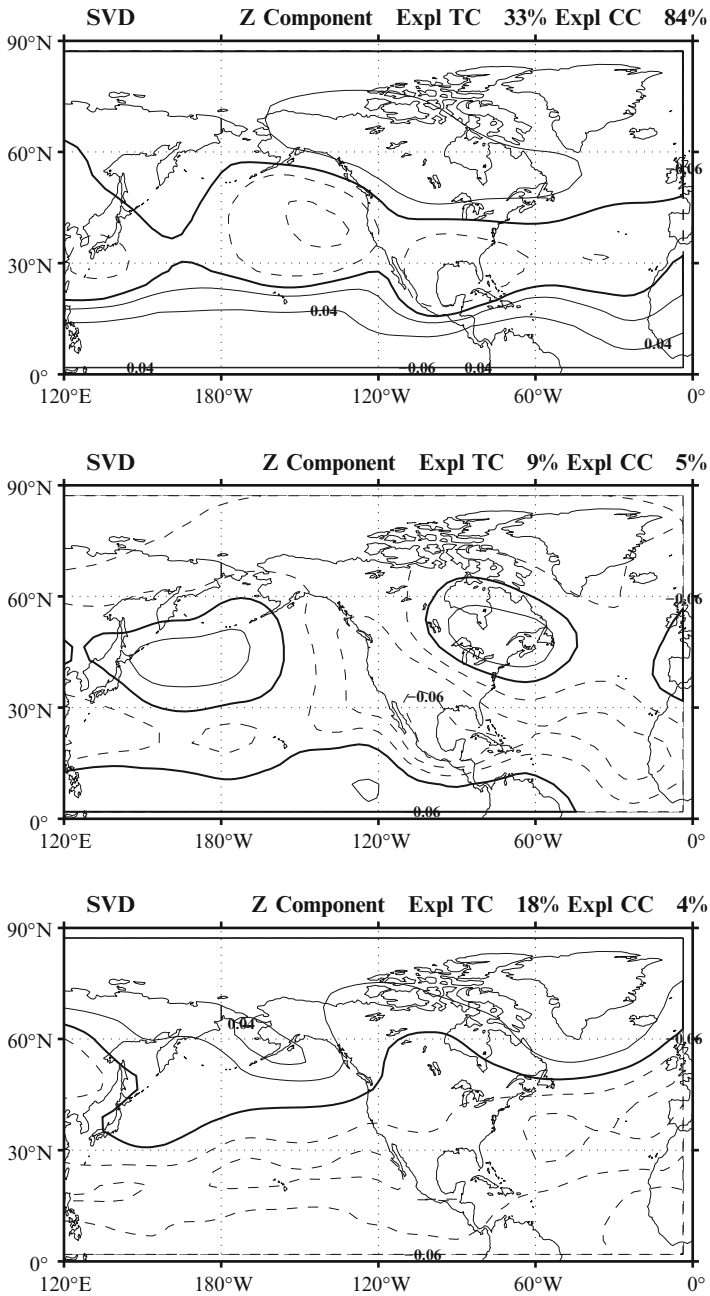 SVD Z Component Expl TC 33% Expl CC 84%
90°N
60°N
−0.06
30°N
0.04
0.04
0.04 −0.06 0.04
0°
120°E 180°W 120°W 60°W 0°
SVD Z Component Expl TC 9% Expl CC 5%
90°N
60°N
−0.06
−0.06
30°N
0.06
0°
120°E 180°W 120°W 60°W 0°
SVD Z Component Expl TC 18% Expl CC 4%
90°N
0.04
60°N
−0.06
30°N
−0.06
0°
120°E 180°W 120°W 60°W 0°